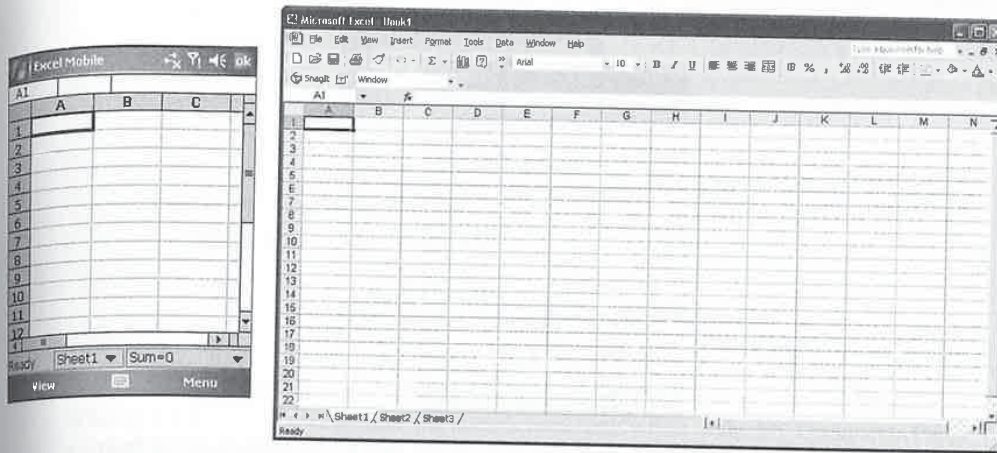 Excel Mobile ok
A1
A B C
1
2
3
4
5
6
7
8
9
10
11
12
Ready Sheet1 Sum=0
View Menu
Microsoft Excel - Book1
File Edit View Insert Format Tools Data Window Help
Arial 10 B I U % ,
SnagIt Window
A1 fx
A B C D E F G H I J K L M N
1
2
3
4
5
6
7
8
9
10
11
12
13
14
15
16
17
18
19
20
21
22
Sheet1 / Sheet2 / Sheet3 /
Ready